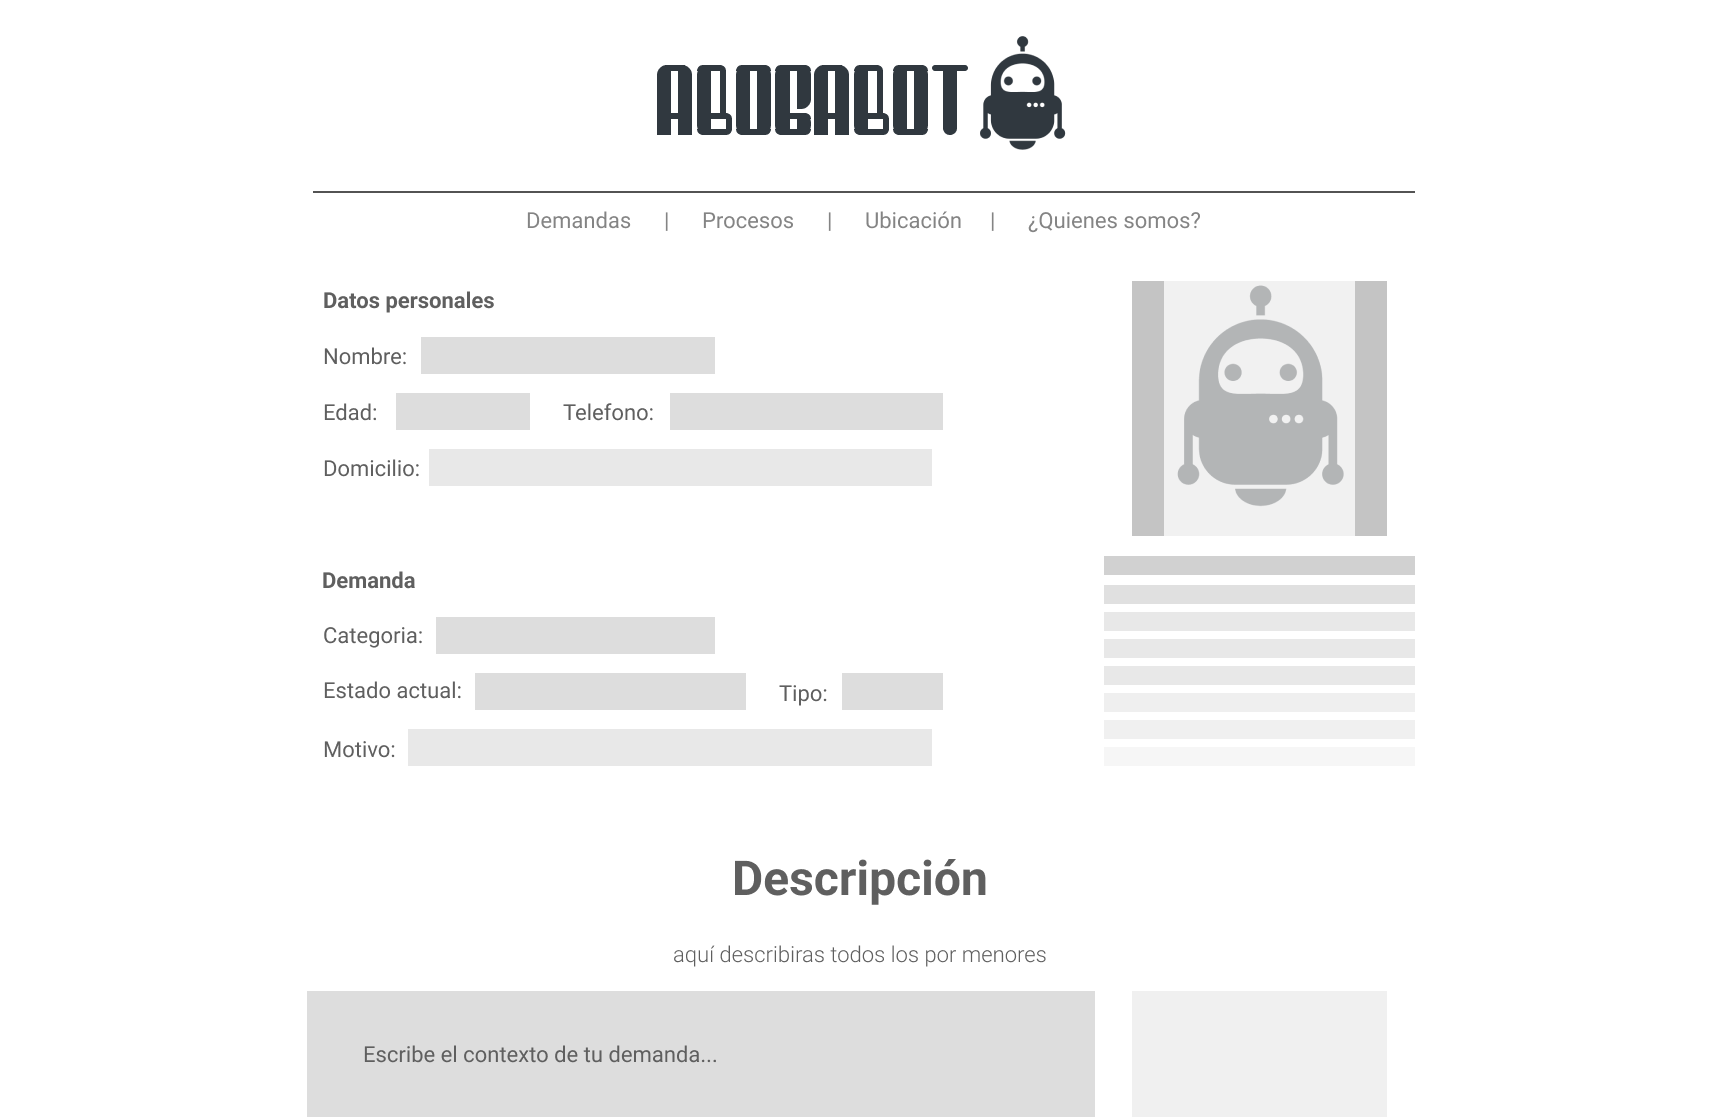 ABOGABOT
Demandas | Procesos | Ubicación | ¿Quienes somos?
Datos personales
Nombre:
Edad: Telefono:
Domicilio:
Demanda
Categoria:
Estado actual: Tipo:
Motivo:
Descripción
aquí describiras todos los por menores
Escribe el contexto de tu demanda...